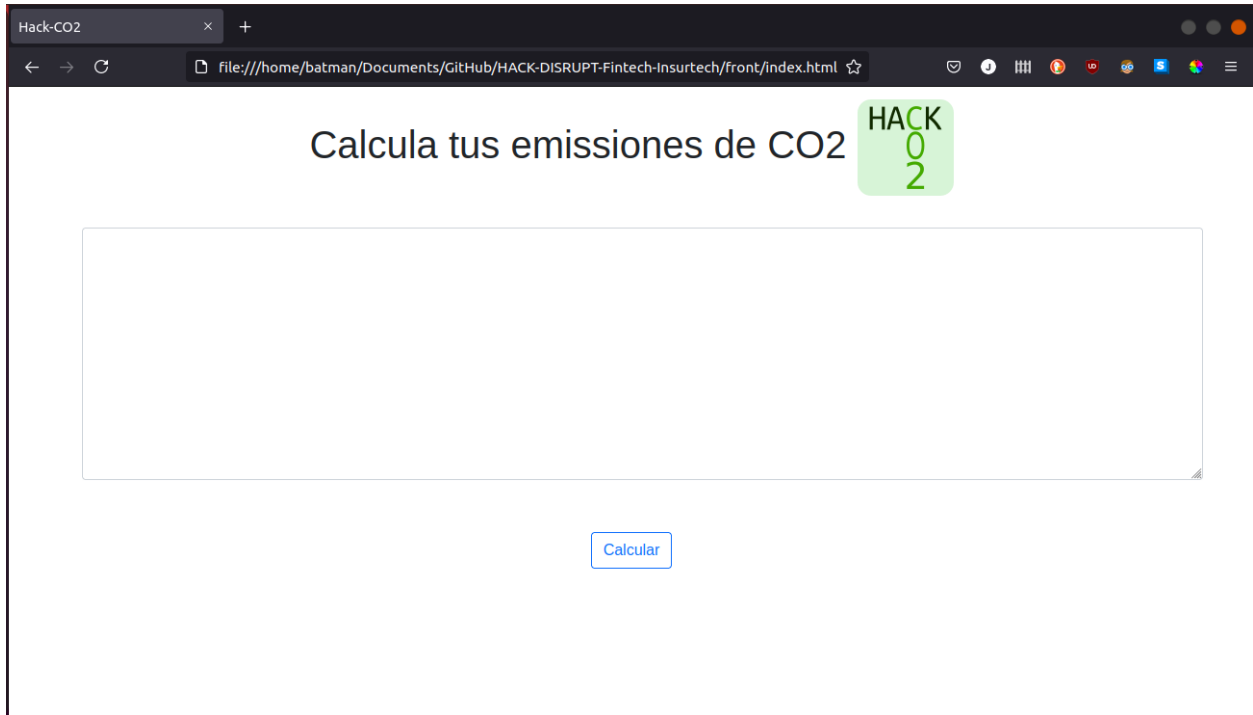 Hack-CO2
file:///home/batman/Documents/GitHub/HACK-DISRUPT-Fintech-Insurtech/front/index.html
Calcula tus emissiones de CO2
HACK
O
2
Calcular